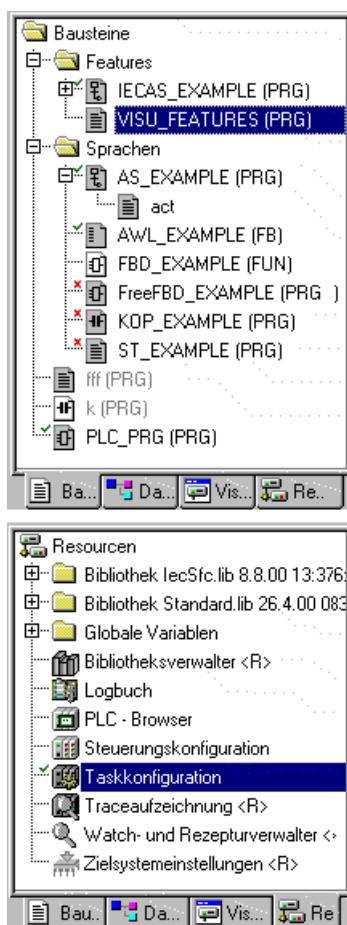 Bausteine
Features
IECAS_EXAMPLE (PRG)
VISU_FEATURES (PRG)
Sprachen
AS_EXAMPLE (PRG)
act
AWL_EXAMPLE (FB)
FBD_EXAMPLE (FUN)
FreeFBD_EXAMPLE (PRG )
KOP_EXAMPLE (PRG)
ST_EXAMPLE (PRG)
fff (PRG)
k (PRG)
PLC_PRG (PRG)
Ba... Da... Vis... Re..
Resourcen
Bibliothek IecSfc.lib 8.8.00 13:376:
Bibliothek Standard.lib 26.4.00 083
Globale Variablen
Bibliotheksverwalter <R>
Logbuch
PLC - Browser
Steuerungskonfiguration
Taskkonfiguration
Traceaufzeichnung <R>
Watch- und Rezepturverwalter <›
Zielsystemeinstellungen <R>
Bau.. Da... Vis... Re